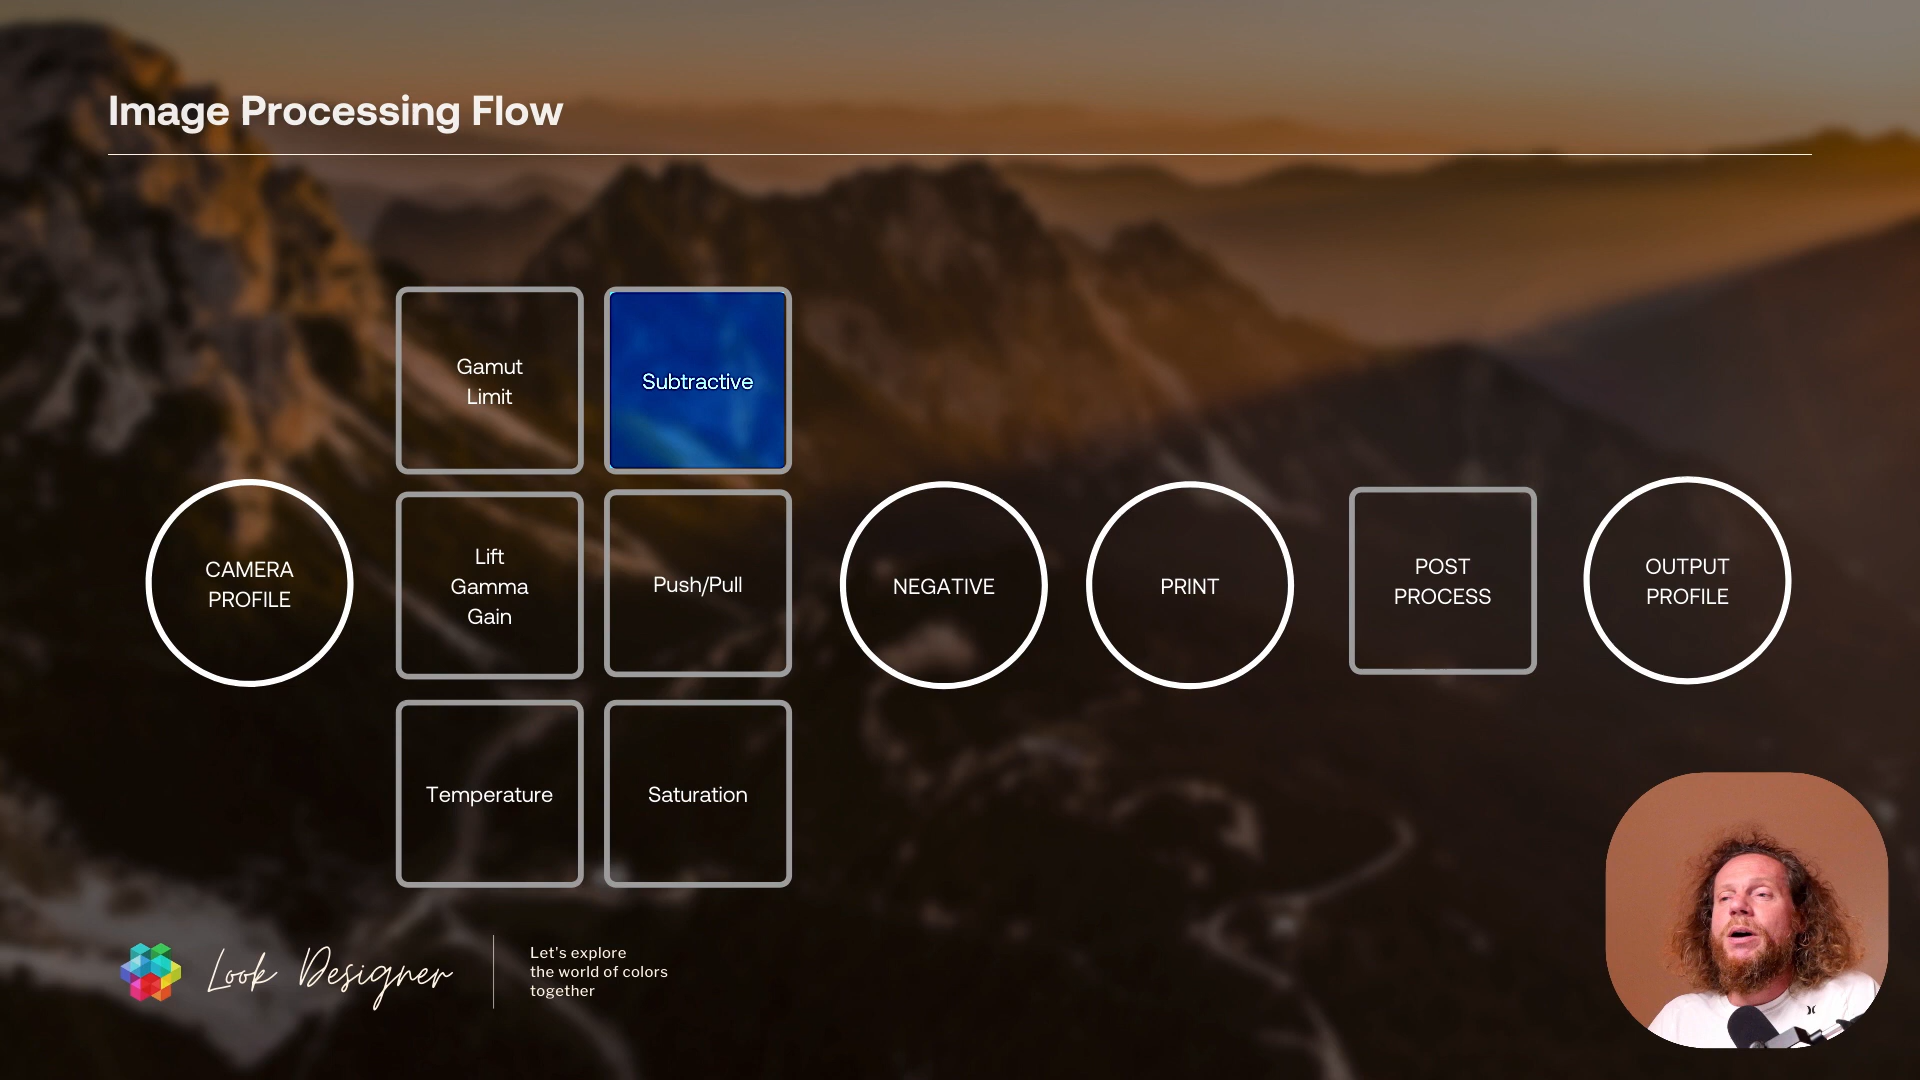 Image Processing Flow
Gamut
Limit
Subtractive
CAMERA
PROFILE
Lift
Gamma
Gain
Push/Pull
NEGATIVE
PRINT
POST
PROCESS
OUTPUT
PROFILE
Temperature
Saturation
Look Designer
Let's explore
the world of colors
together